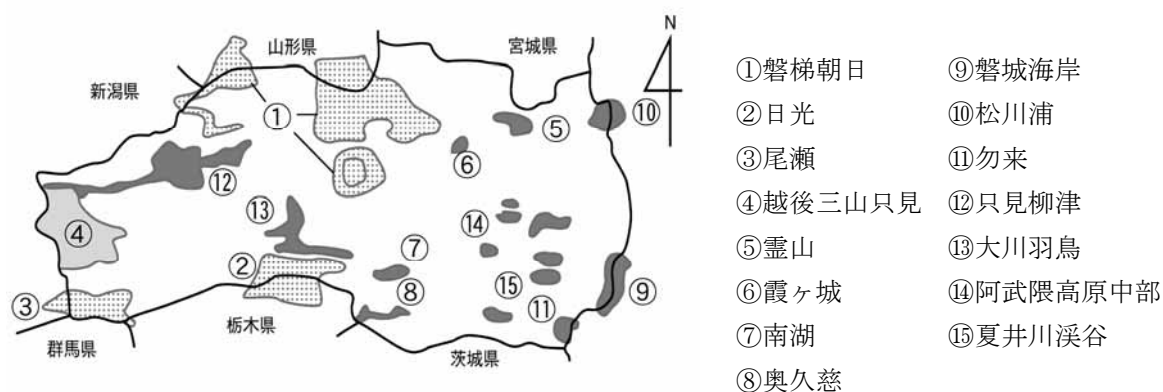 山形県
宮城県
N
新潟県
①
⑩
⑤
⑥
⑫
⑬
⑭
④
②
⑦
⑧
⑮
⑪
⑨
③
栃木県
群馬県
茨城県
①磐梯朝日
②日光
③尾瀬
④越後三山只見
⑤霊山
⑥霞ヶ城
⑦南湖
⑧奥久慈
⑨磐城海岸
⑩松川浦
⑪勿来
⑫只見柳津
⑬大川羽鳥
⑭阿武隈高原中部
⑮夏井川渓谷